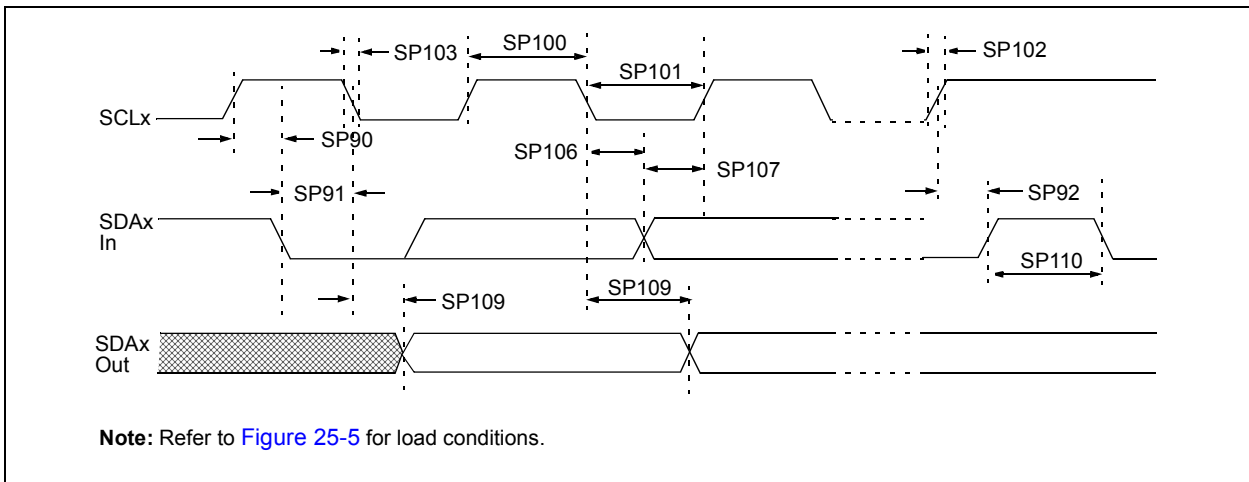 SP103
SP100
SP102
SP101
SCLx
SP90
SP106
SP107
SP91
SP92
SDAx
In
SP110
SP109
SP109
SDAx
Out
Note: Refer to Figure 25-5 for load conditions.